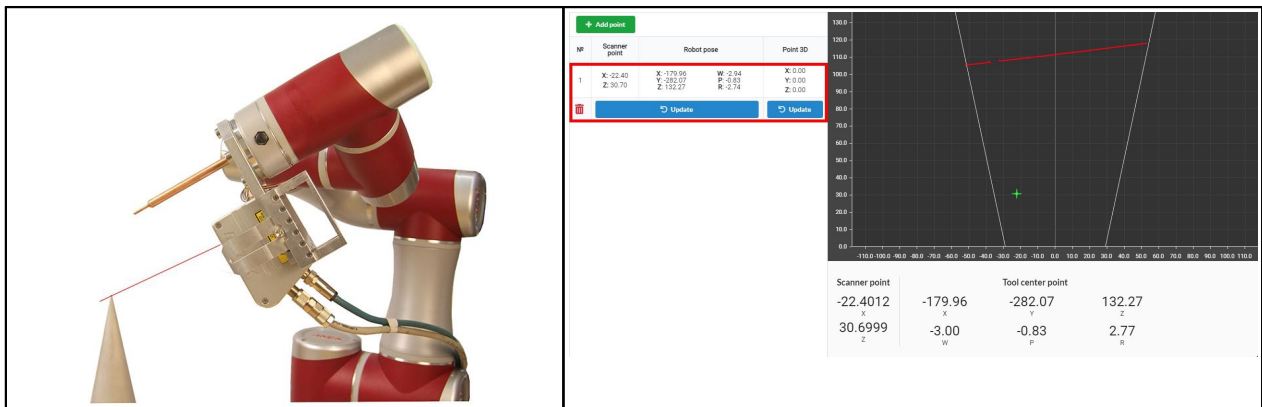 + Add point
№ Scanner point Robot pose Point 3D
1 X: -22.40 X: -179.96 W: -2.94 X: 0.00
Z: 30.70 Y: -282.07 P: -0.83 Y: 0.00
Z: 132.27 R: -2.74 Z: 0.00
Update Update
130.0
120.0
110.0
100.0
90.0
80.0
70.0
60.0
50.0
40.0
30.0
20.0
10.0
0.0
-110.0 -100.0 -90.0 -80.0 -70.0 -60.0 -50.0 -40.0 -30.0 -20.0 -10.0 0.0 10.0 20.0 30.0 40.0 50.0 60.0 70.0 80.0 90.0 100.0 110.0
Scanner point Tool center point
-22.4012 -179.96 -282.07 132.27
X X Y Z
30.6999 -3.00 -0.83 2.77
Z W P R